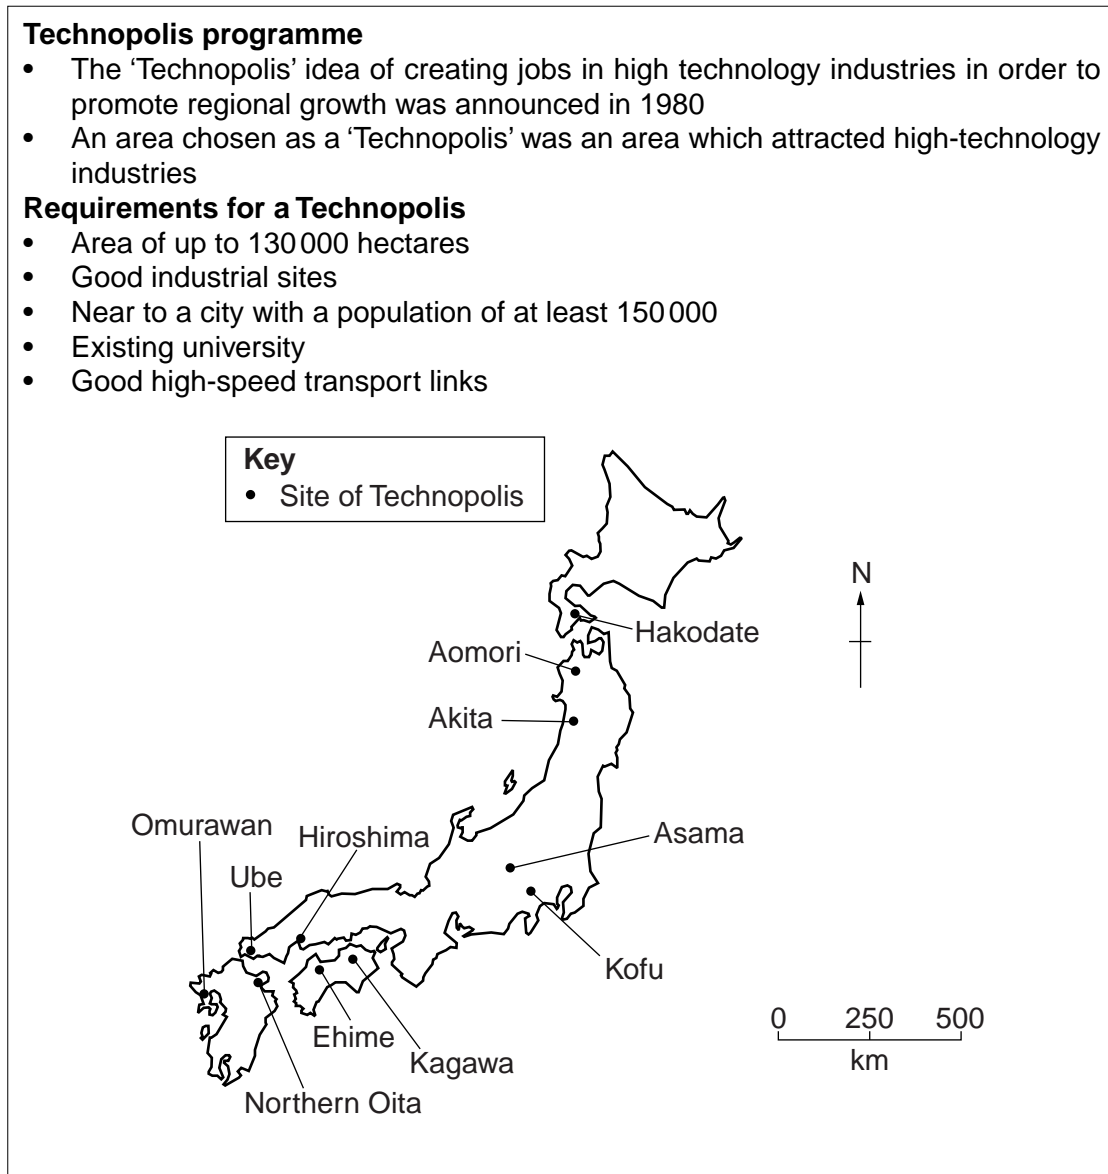 Technopolis programme
• The ‘Technopolis’ idea of creating jobs in high technology industries in order to
promote regional growth was announced in 1980
• An area chosen as a ‘Technopolis’ was an area which attracted high-technology
industries
Requirements for a Technopolis
• Area of up to 130 000 hectares
• Good industrial sites
• Near to a city with a population of at least 150 000
• Existing university
• Good high-speed transport links
Key
• Site of Technopolis
N
Hakodate
Aomori
Akita
Omurawan
Hiroshima
Asama
Ube
Kofu
Ehime
Kagawa
Northern Oita
0 250 500
km